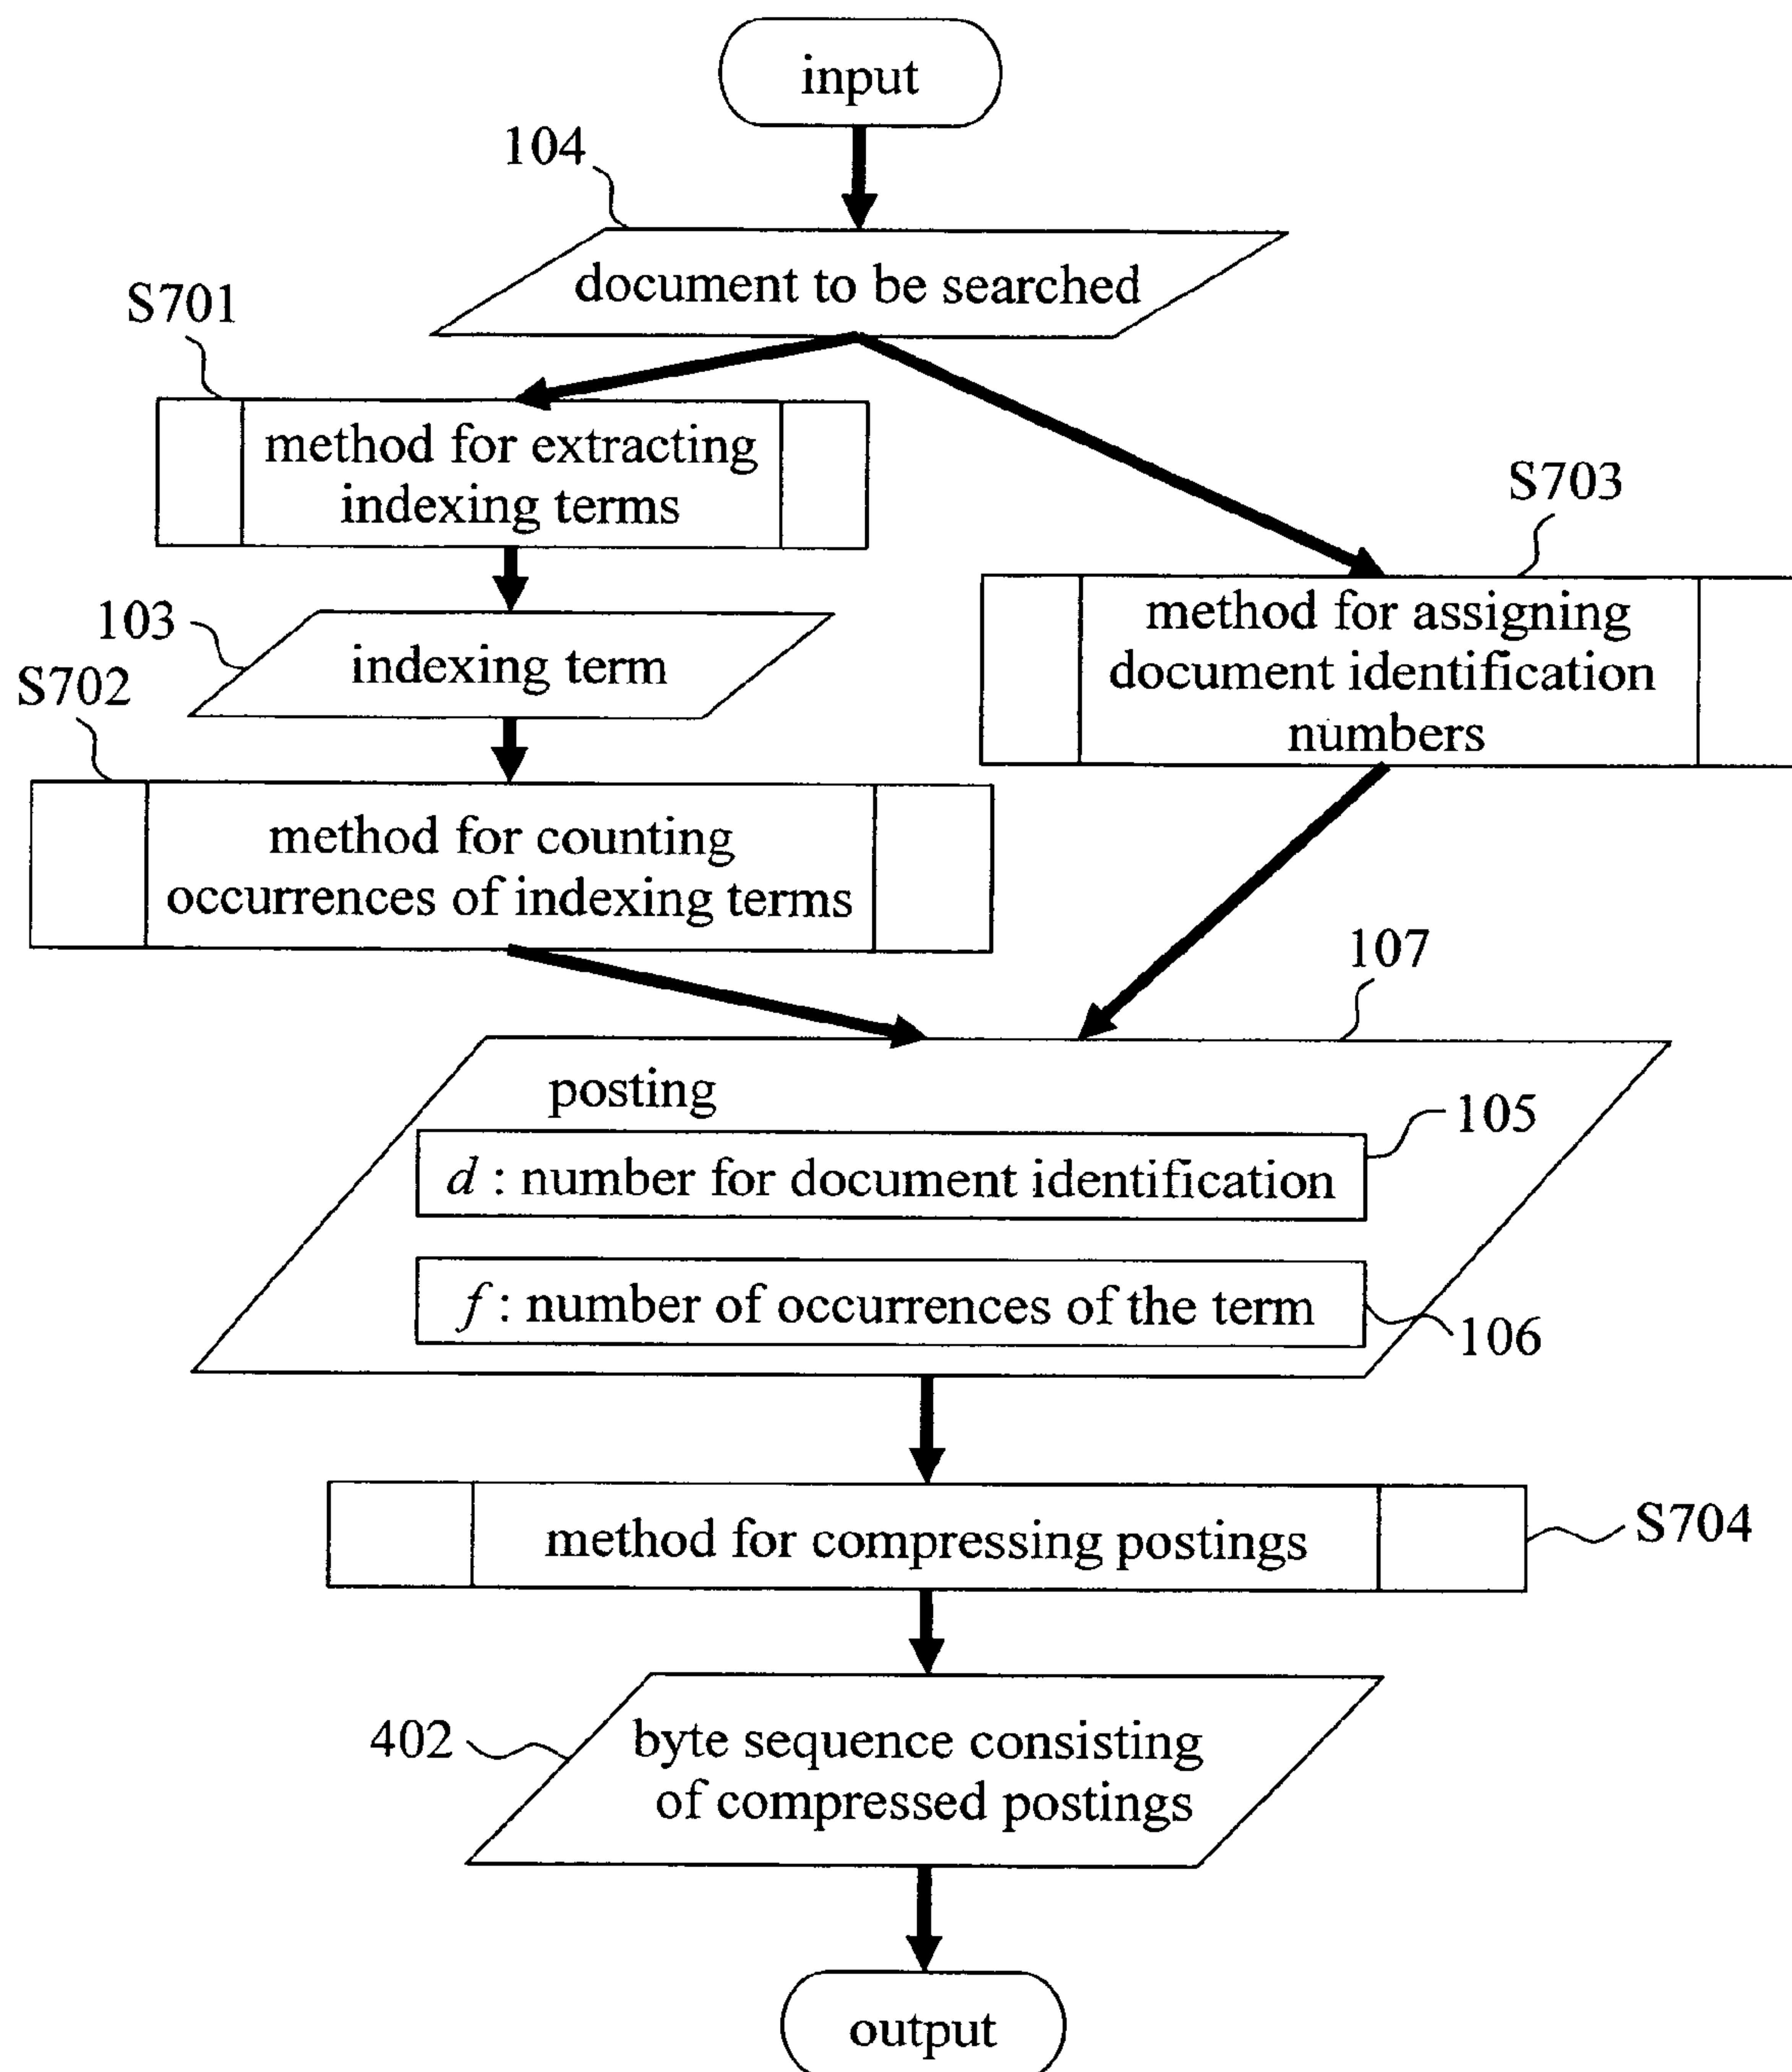 input
104
document to be searched
S701
method for extracting
indexing terms
S703
method for assigning
document identification
numbers
103
indexing term
S702
method for counting
occurrences of indexing terms
107
posting
105
d : number for document identification
f : number of occurrences of the term
106
method for compressing postings
S704
402
byte sequence consisting
of compressed postings
output